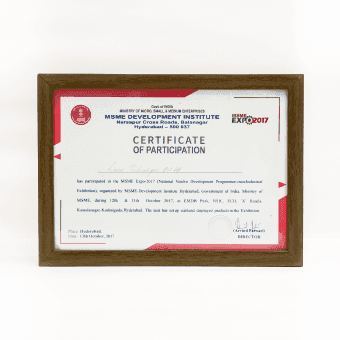 Govt. of INDIA
MINISTRY OF MICRO, SMALL & MEDIUM ENTERPRISES
MSME DEVELOPMENT INSTITUTE
Narsapur Cross Roads, Balanagar
Hyderabad - 500 037
MSME
EXPO2017
CERTIFICATE
OF PARTICIPATION
has participated in the MSME Expo-2017 (National Vendor Development Programme-cum-Industrial
Exhibition), organized by MSME-Development Institute Hyderabad, Government of India, Ministry of
MSME, during 12th & 13th October, 2017, at
Hyderabad. The unit has set up stall and displayed products in the Exhibition.
Place : Hyderabad,
Date : 13th October, 2017
DIRECTOR